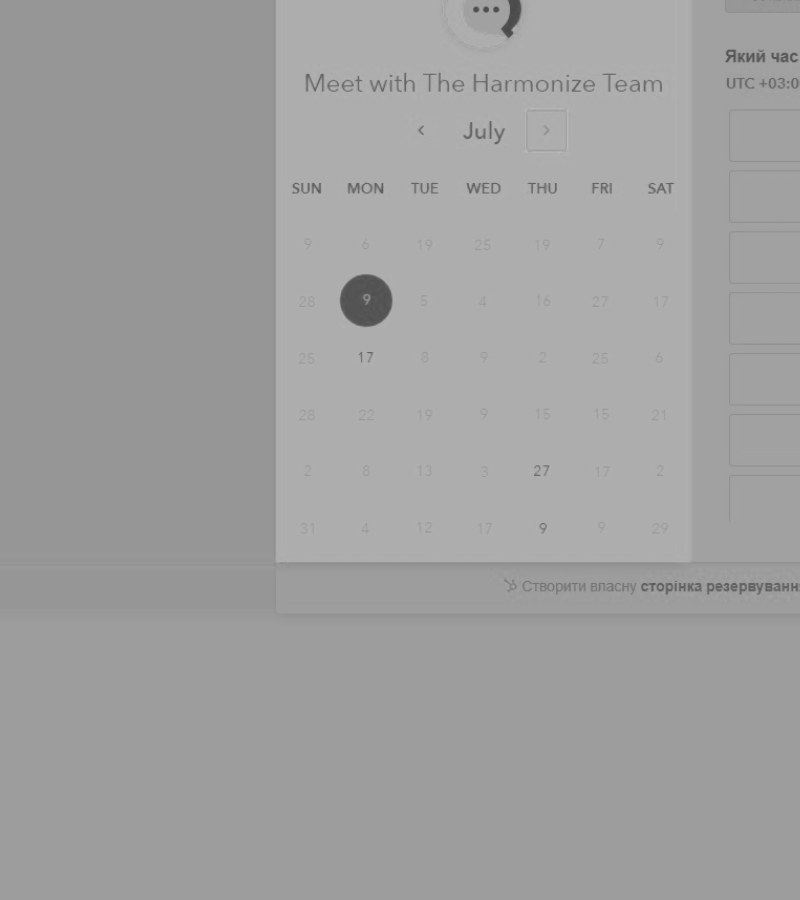 Який час
UTC +03:0
Meet with The Harmonize Team
July
SUN MON TUE WED THU FRI SAT
9 6 19 25 19 7 9
28 9 5 4 16 27 17
25 17 8 9 2 25 6
28 22 19 9 15 15 21
2 8 13 3 27 17 2
31 4 12 17 9 9 29
Створити власну сторінка резервуванн